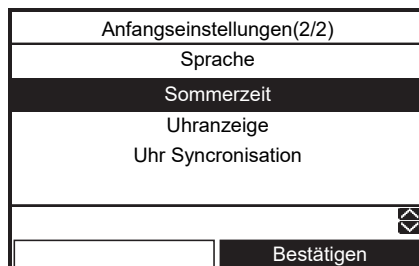 Anfangseinstellungen(2/2)
Sprache
Sommerzeit
Uhranzeige
Uhr Syncronisation
Bestätigen